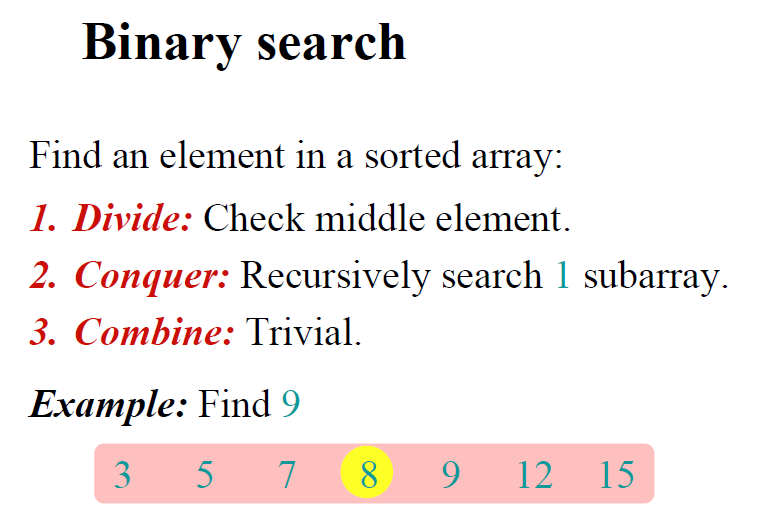 Binary search
Find an element in a sorted array:
1. Divide: Check middle element.
2. Conquer: Recursively search 1 subarray.
3. Combine: Trivial.
Example: Find 9
3 5 7 8 9 12 15